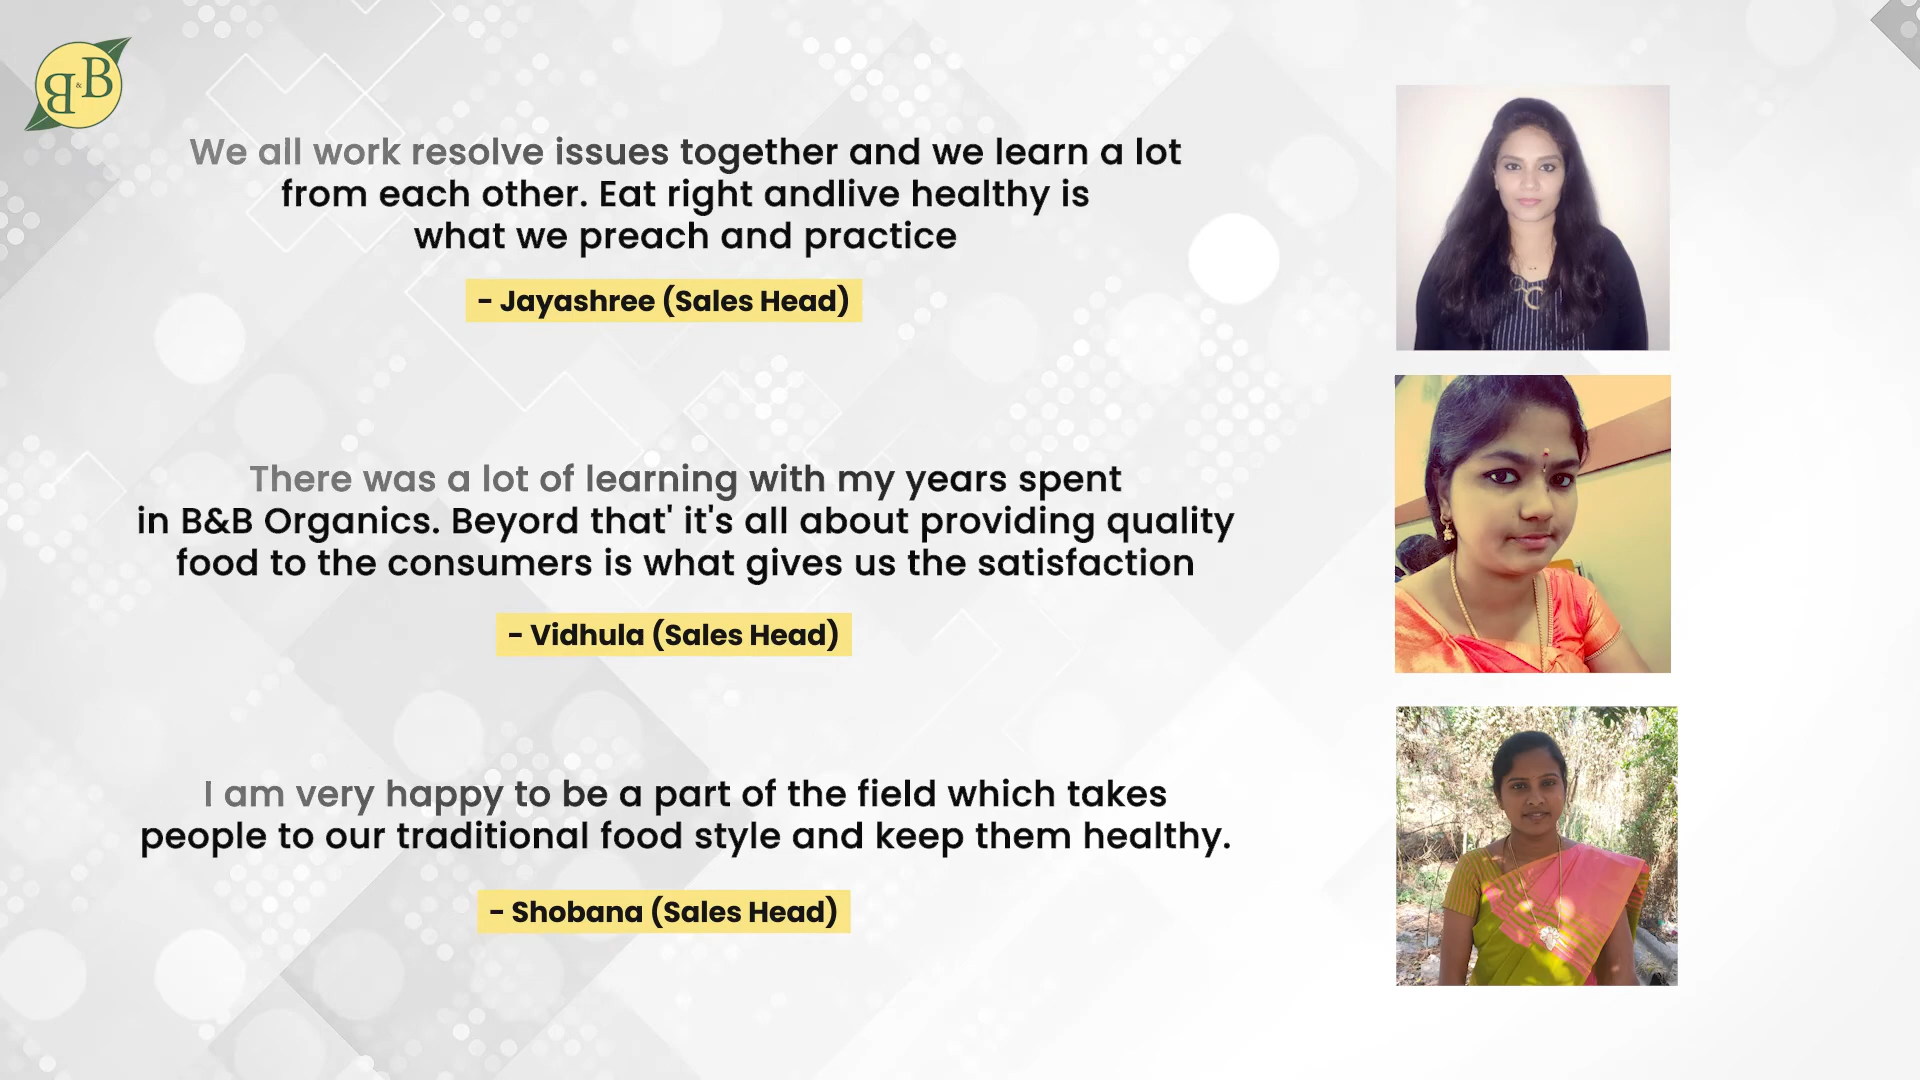 B&B
We all work resolve issues together and we learn a lot
from each other. Eat right andlive healthy is
what we preach and practice
- Jayashree (Sales Head)
There was a lot of learning with my years spent
in B&B Organics. Beyord that' it's all about providing quality
food to the consumers is what gives us the satisfaction
- Vidhula (Sales Head)
I am very happy to be a part of the field which takes
people to our traditional food style and keep them healthy.
- Shobana (Sales Head)